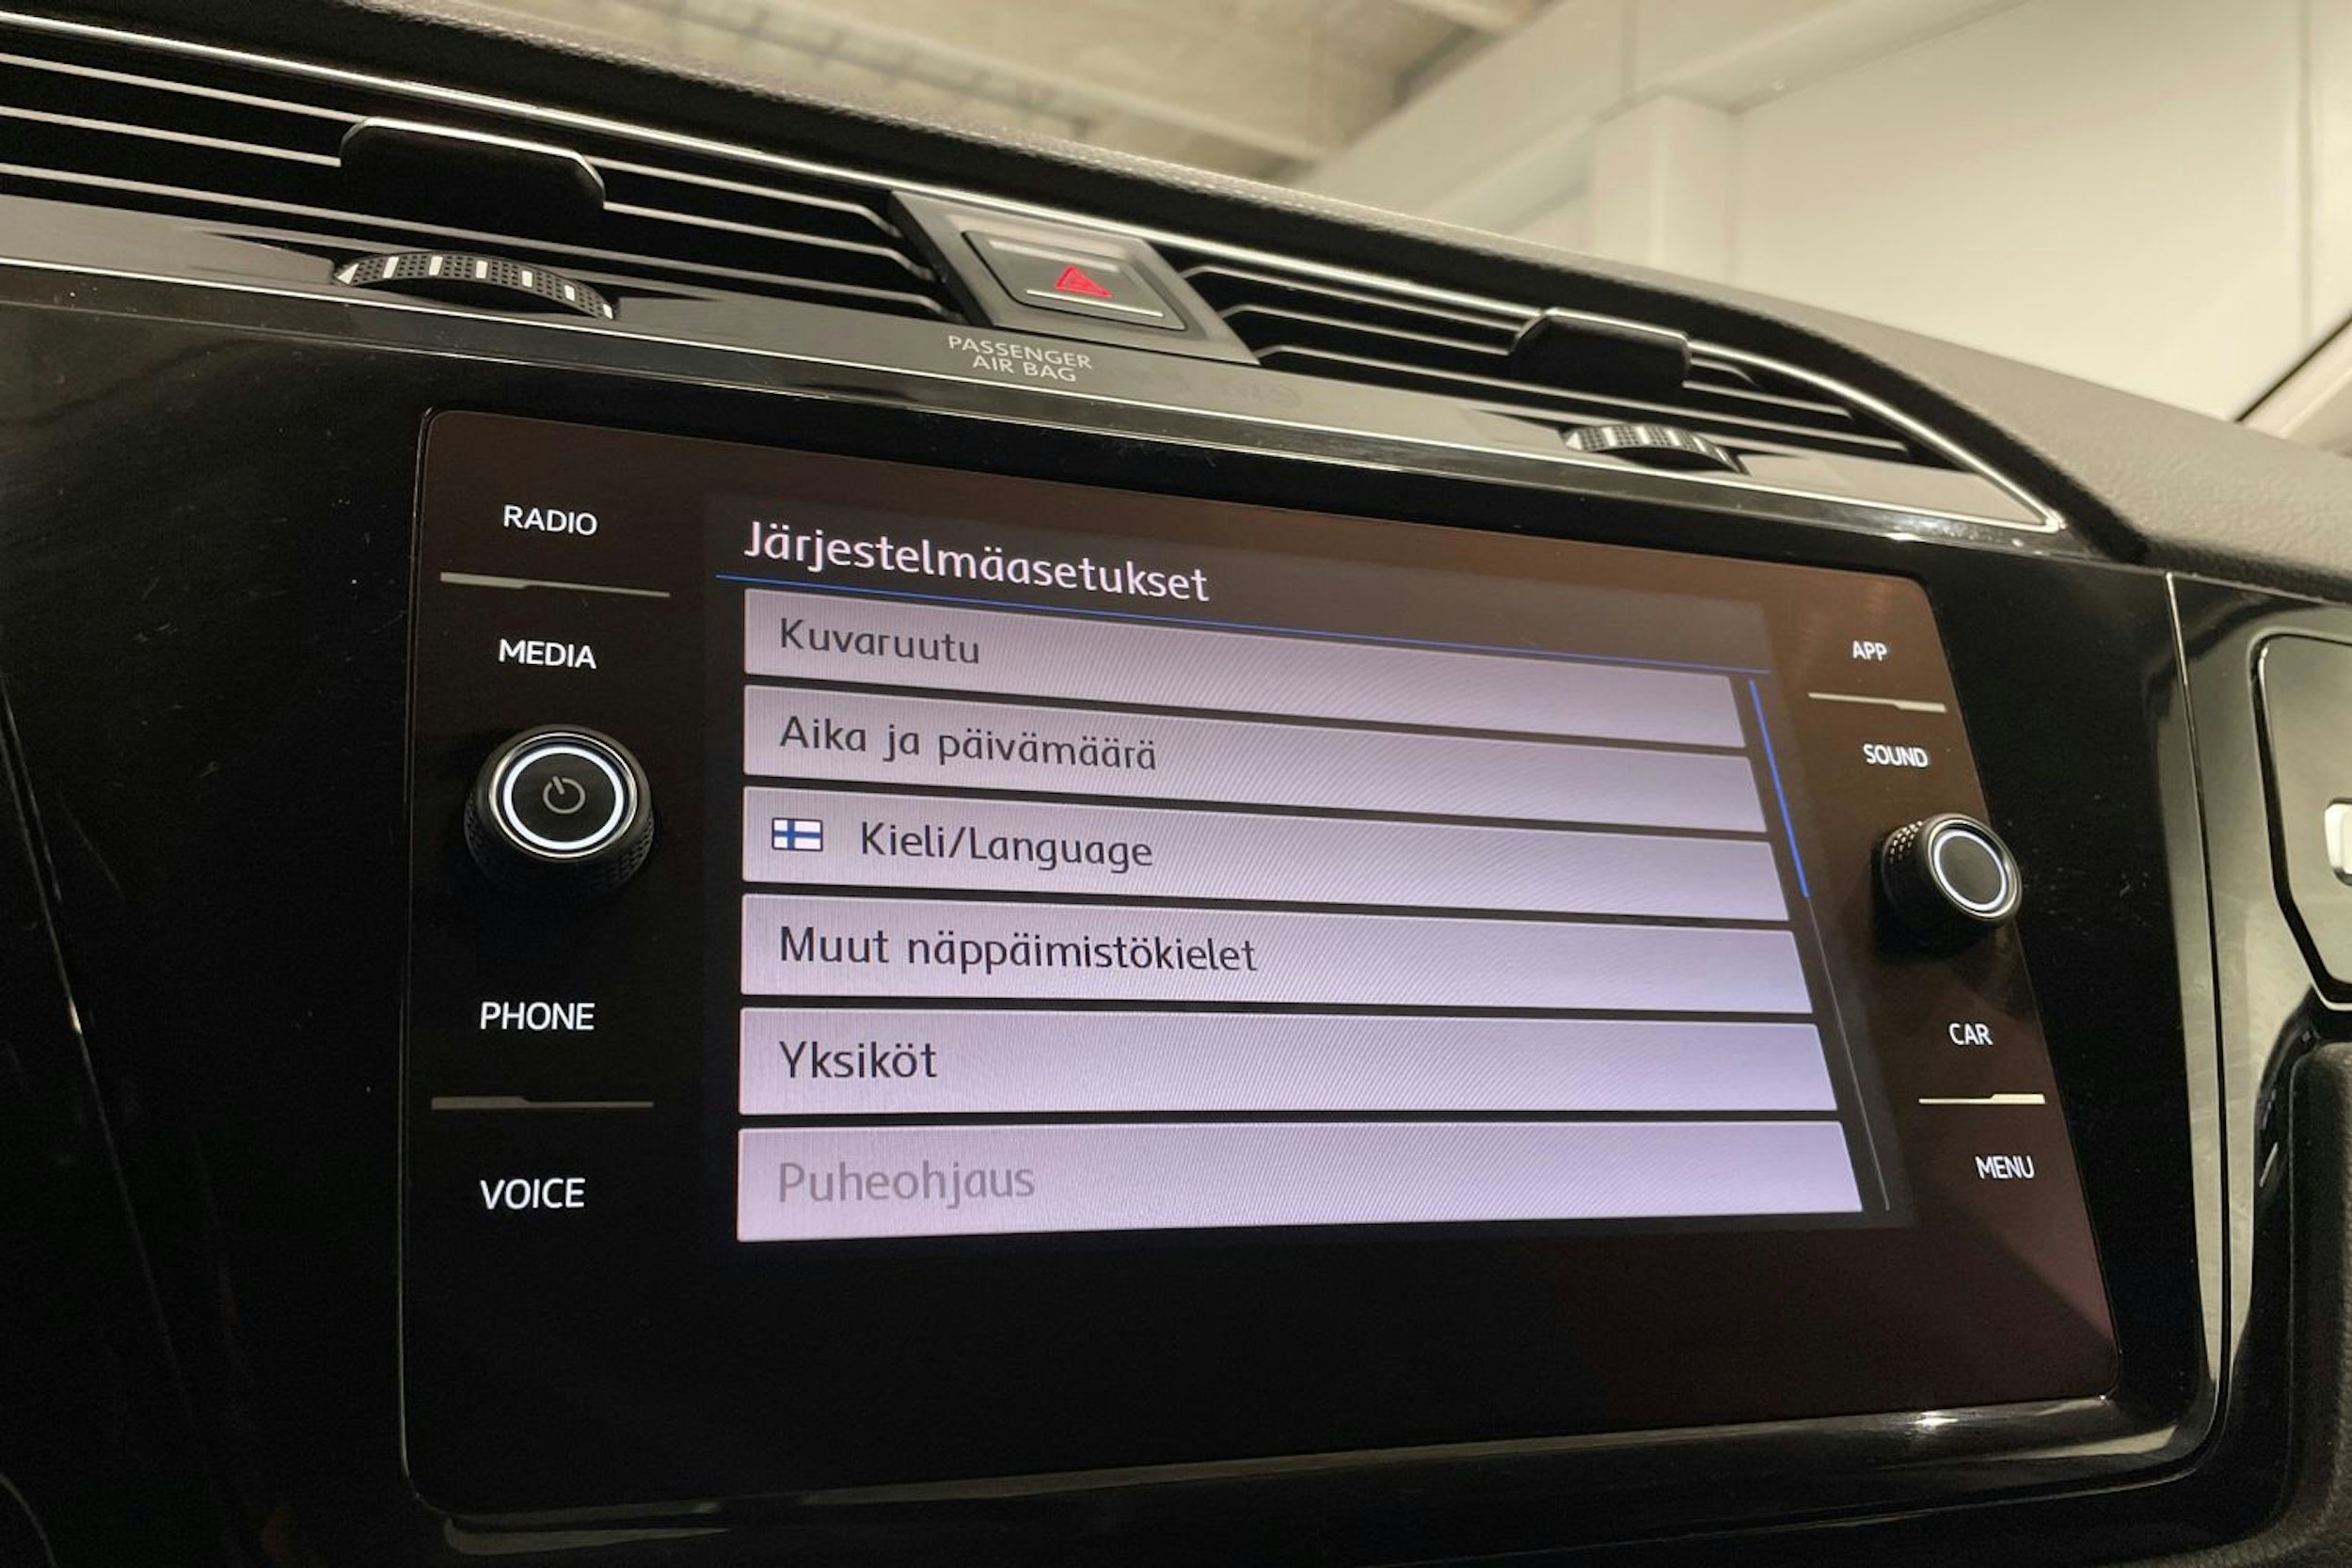 PASSENGER
AIR BAG
RADIO
MEDIA
PHONE
VOICE
Järjestelmäasetukset
Kuvaruutu
Aika ja päivämäärä
Kieli/Language
Muut näppäimistökielet
Yksiköt
Puheohjaus
APP
SOUND
CAR
MENU